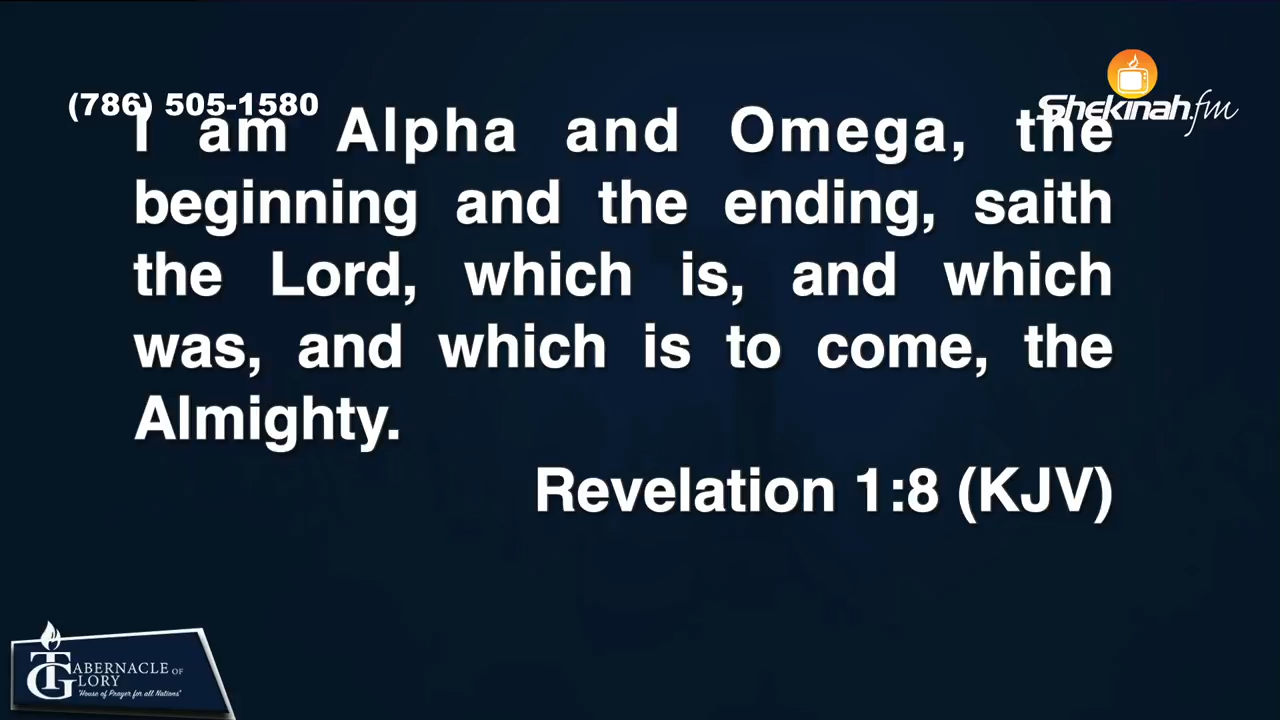 (786) 505-1580
Shekinah.fm
I am Alpha and Omega, the
beginning and the ending, saith
the Lord, which is, and which
was, and which is to come, the
Almighty.
Revelation 1:8 (KJV)
TABERNACLE OF
GLORY
"House of Prayer for all Nations"